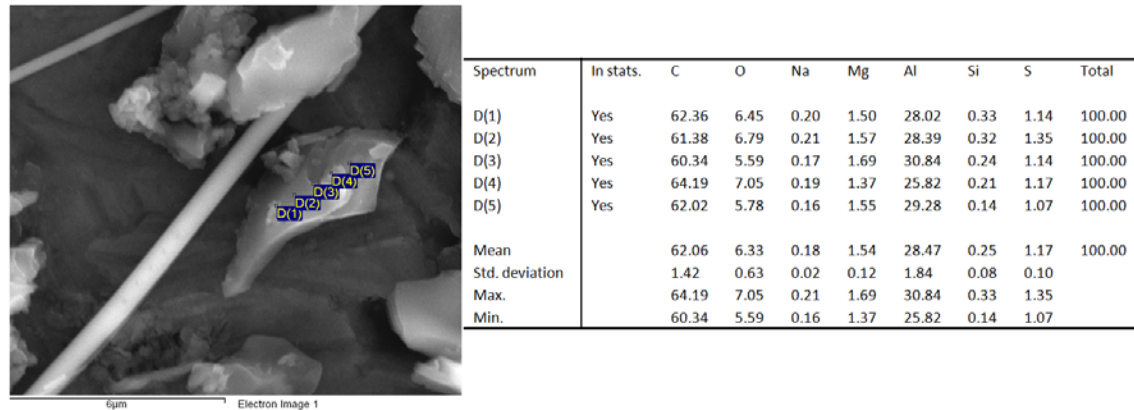 D(5)
D(4)
D(3)
D(2)
D(1)
6µm Electron Image 1
Spectrum In stats. C O Na Mg Al Si S Total
D(1) Yes 62.36 6.45 0.20 1.50 28.02 0.33 1.14 100.00
D(2) Yes 61.38 6.79 0.21 1.57 28.39 0.32 1.35 100.00
D(3) Yes 60.34 5.59 0.17 1.69 30.84 0.24 1.14 100.00
D(4) Yes 64.19 7.05 0.19 1.37 25.82 0.21 1.17 100.00
D(5) Yes 62.02 5.78 0.16 1.55 29.28 0.14 1.07 100.00
Mean 62.06 6.33 0.18 1.54 28.47 0.25 1.17 100.00
Std. deviation 1.42 0.63 0.02 0.12 1.84 0.08 0.10
Max. 64.19 7.05 0.21 1.69 30.84 0.33 1.35
Min. 60.34 5.59 0.16 1.37 25.82 0.14 1.07